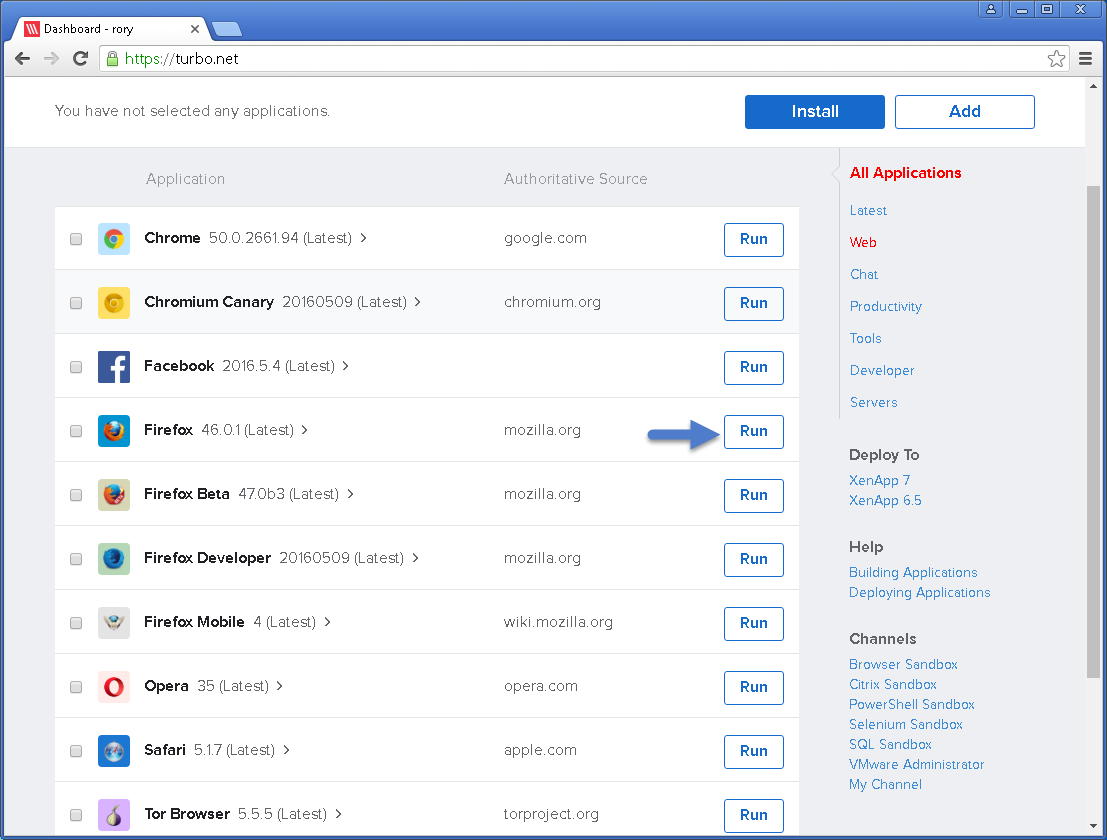 Dashboard - rory
https://turbo.net
You have not selected any applications.
Install
Add
Application
Authoritative Source
Chrome 50.0.2661.94 (Latest)
google.com
Run
Chromium Canary 20160509 (Latest)
chromium.org
Run
Facebook 2016.5.4 (Latest)
Run
Firefox 46.0.1 (Latest)
mozilla.org
Run
Firefox Beta 47.0b3 (Latest)
mozilla.org
Run
Firefox Developer 20160509 (Latest)
mozilla.org
Run
Firefox Mobile 4 (Latest)
wiki.mozilla.org
Run
Opera 35 (Latest)
opera.com
Run
Safari 5.1.7 (Latest)
apple.com
Run
Tor Browser 5.5.5 (Latest)
torproject.org
Run
All Applications
Latest
Web
Chat
Productivity
Tools
Developer
Servers
Deploy To
XenApp 7
XenApp 6.5
Help
Building Applications
Deploying Applications
Channels
Browser Sandbox
Citrix Sandbox
PowerShell Sandbox
Selenium Sandbox
SQL Sandbox
VMware Administrator
My Channel